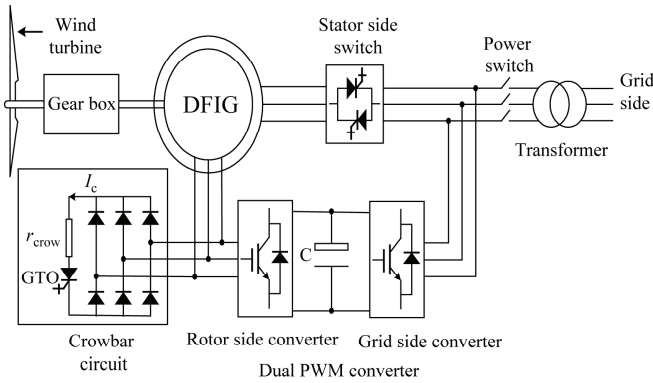 Wind
turbine
Stator side
switch
Power
switch
Grid
side
Gear box
DFIG
Transformer
Ic
rcrow
GTO
C
Crowbar
circuit
Rotor side converter
Grid side converter
Dual PWM converter